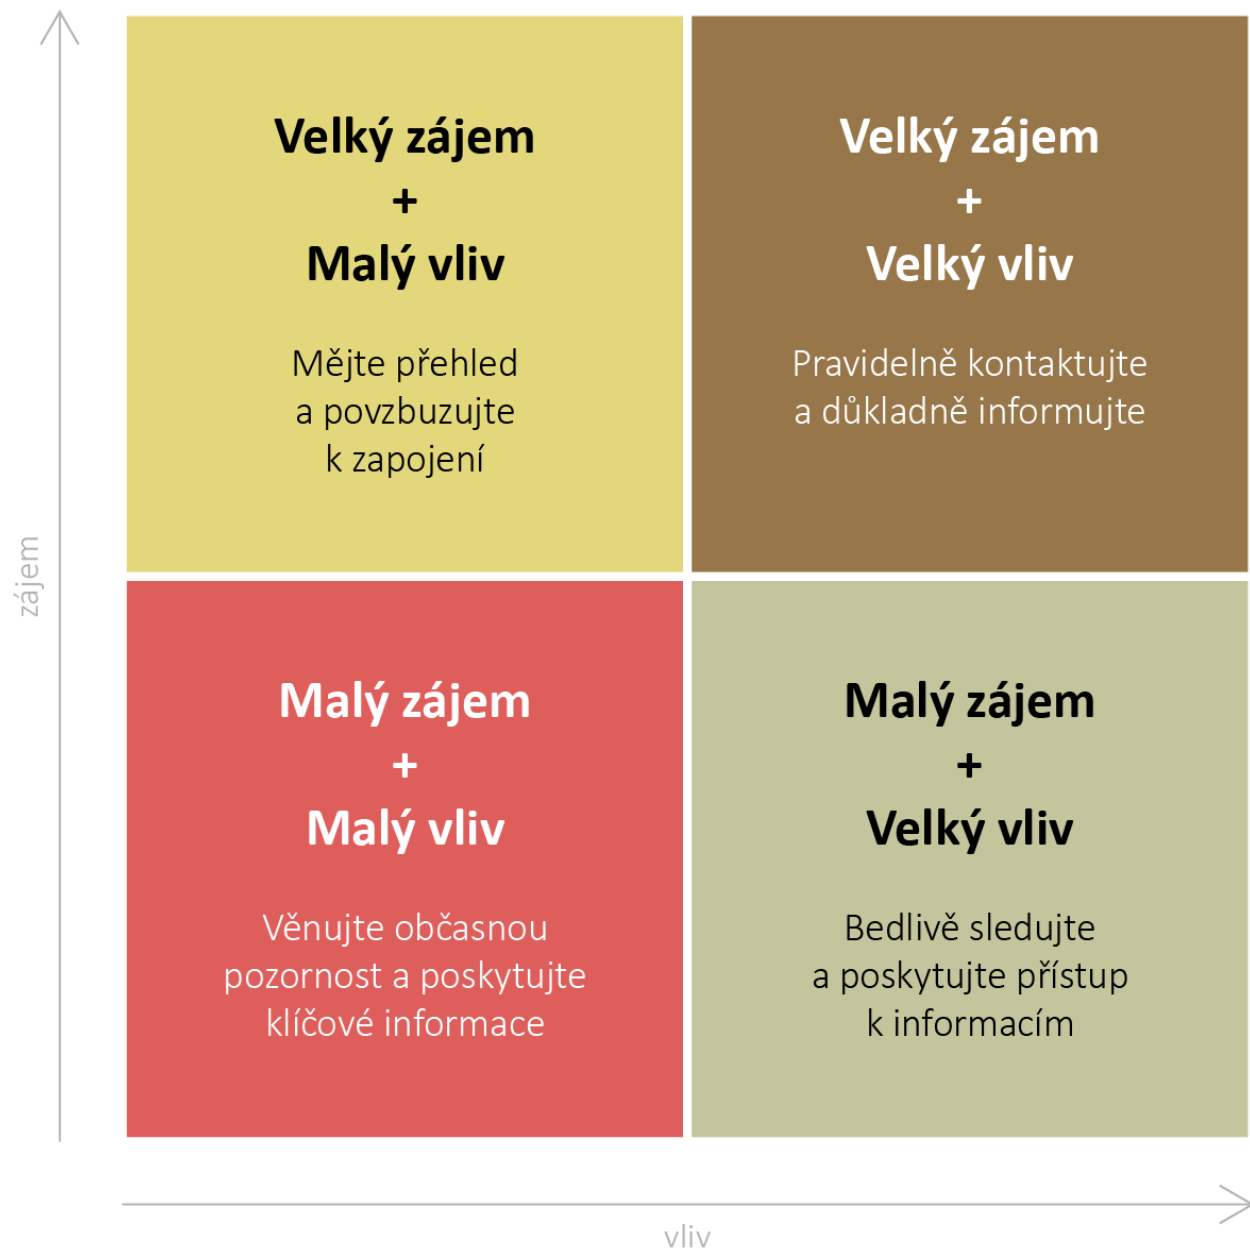 Velký zájem
+
Malý vliv
Mějte přehled
a povzbuzujte
k zapojení
Velký zájem
+
Velký vliv
Pravidelně kontaktujte
a důkladně informujte
zájem
Malý zájem
+
Malý vliv
Věnujte občasnou
pozornost a poskytujte
klíčové informace
Malý zájem
+
Velký vliv
Bedlivě sledujte
a poskytujte přístup
k informacím
vliv